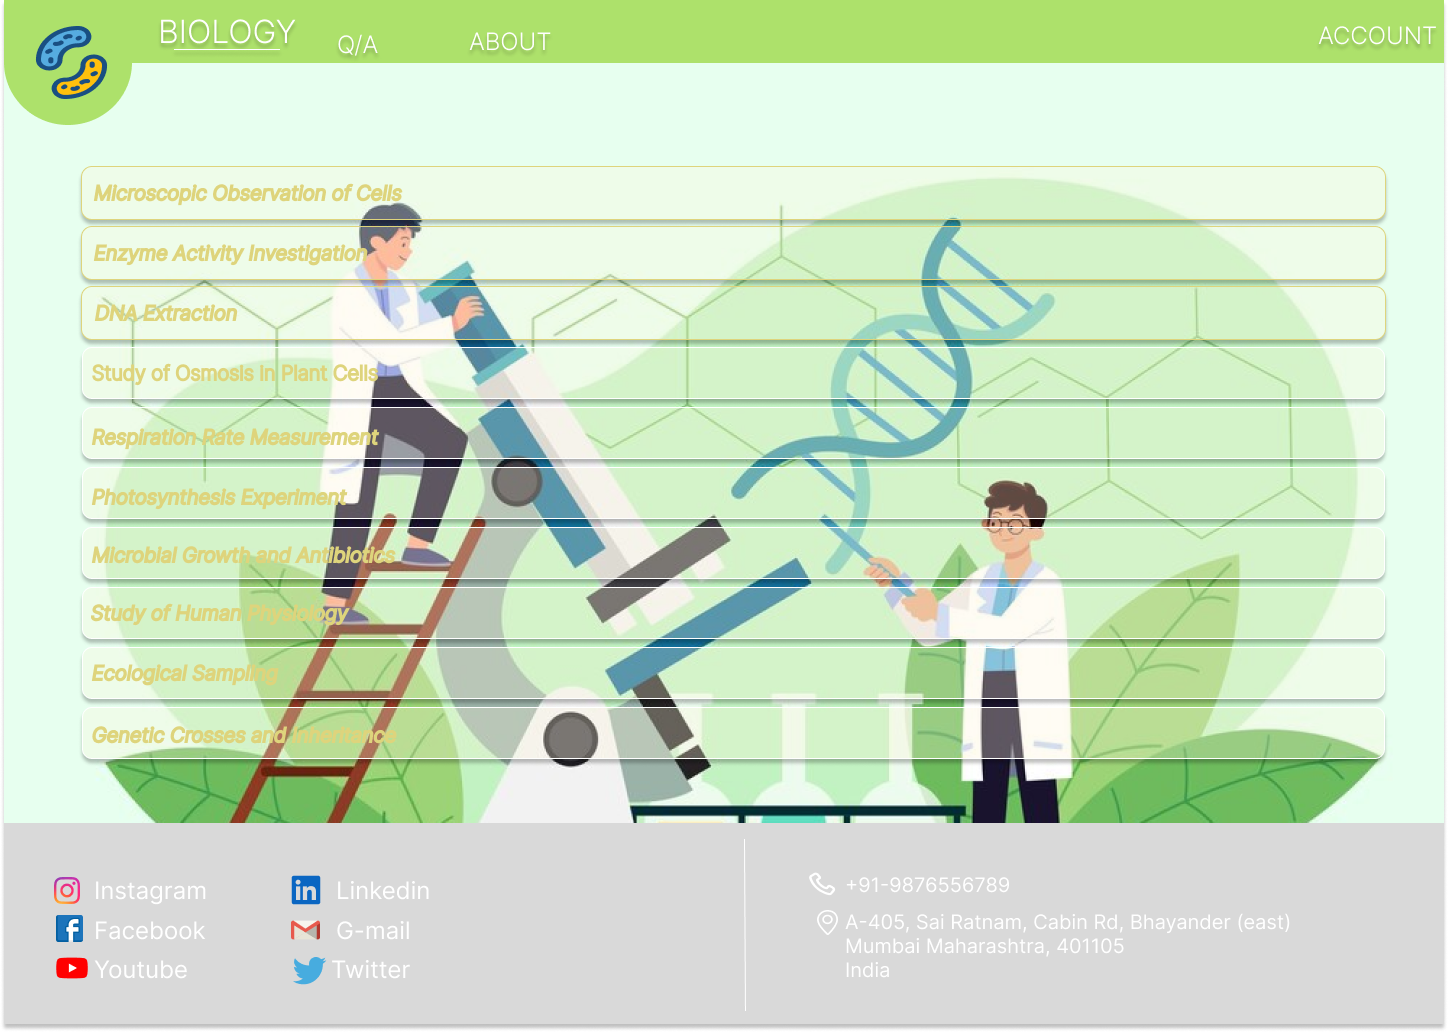 BIOLOGY
Q/A
ABOUT
ACCOUNT
Microscopic Observation of Cells
Enzyme Activity Investigation
DNA Extraction
Study of Osmosis in Plant Cells
Respiration Rate Measurement
Photosynthesis Experiment
Microbial Growth and Antibiotics
Study of Human Physiology
Ecological Sampling
Genetic Crosses and Inheritance
Instagram
Linkedin
Facebook
G-mail
Youtube
Twitter
+91-9876556789
A-405, Sai Ratnam, Cabin Rd, Bhayander (east)
Mumbai Maharashtra, 401105
India